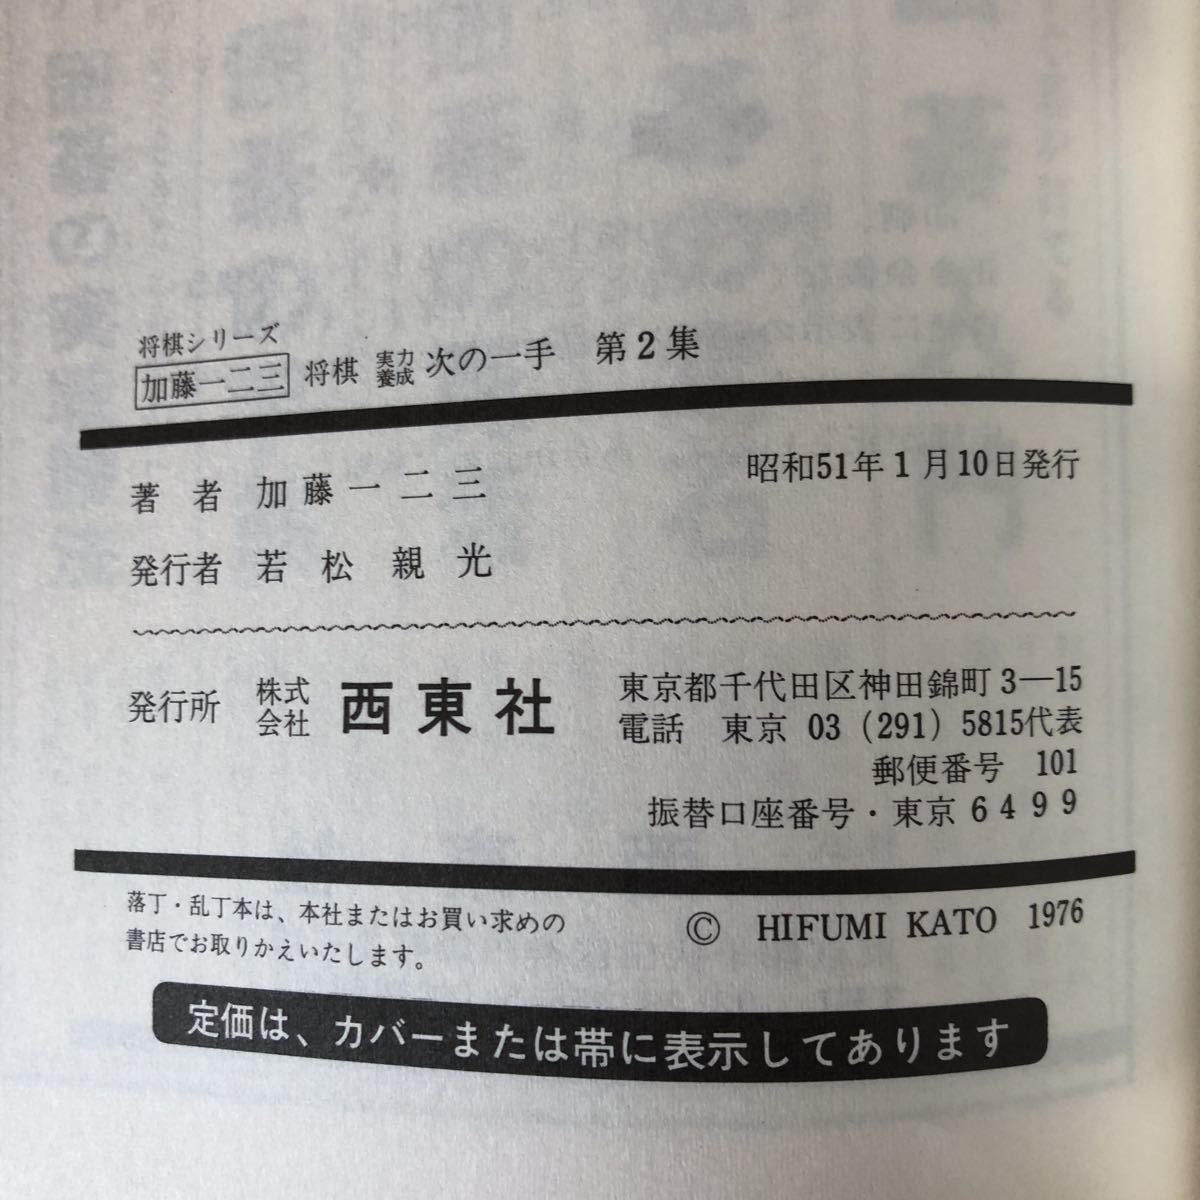 将棋シリーズ
加藤一二三 将棋 実力養成 次の一手 第2集
昭和51年1月10日発行
著者 加藤一二三
発行者 若松親光
発行所 株式会社 西東社
東京都千代田区神田錦町3—15
電話 東京 03(291)5815代表
郵便番号 101
振替口座番号・東京6499
落丁・乱丁本は、本社またはお買い求めの
書店でお取りかえいたします。
© HIFUMI KATO 1976
定価は、カバーまたは帯に表示してあります